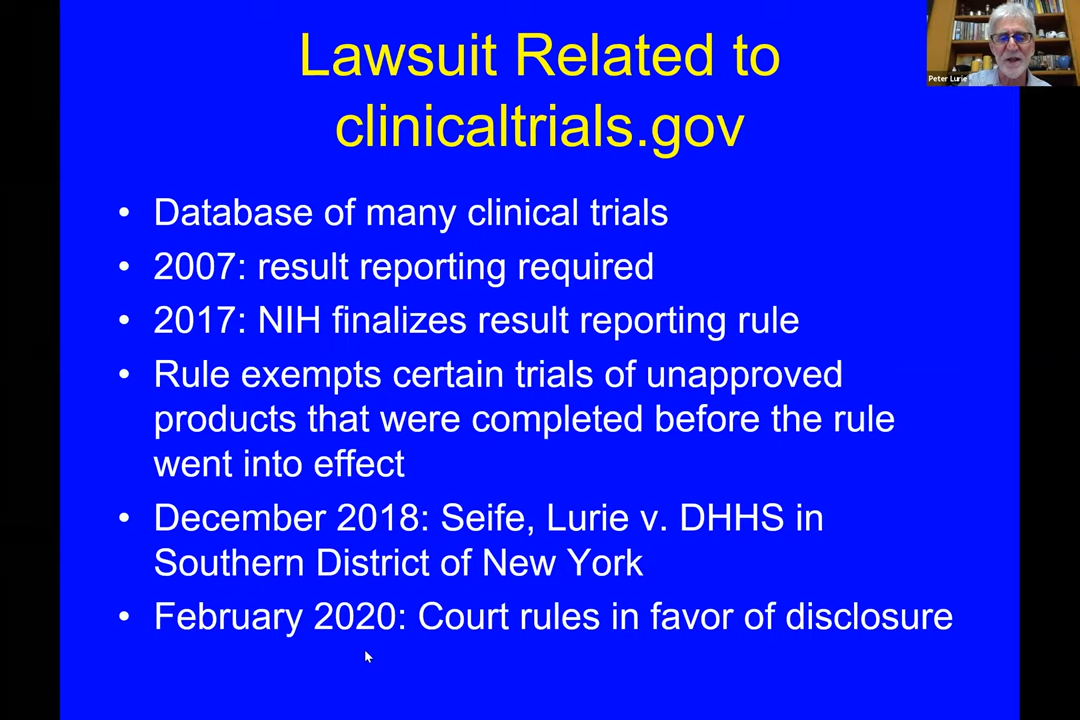 Lawsuit Related to
clinicaltrials.gov
Peter Lurie
• Database of many clinical trials
• 2007: result reporting required
• 2017: NIH finalizes result reporting rule
• Rule exempts certain trials of unapproved
products that were completed before the rule
went into effect
• December 2018: Seife, Lurie v. DHHS in
Southern District of New York
• February 2020: Court rules in favor of disclosure